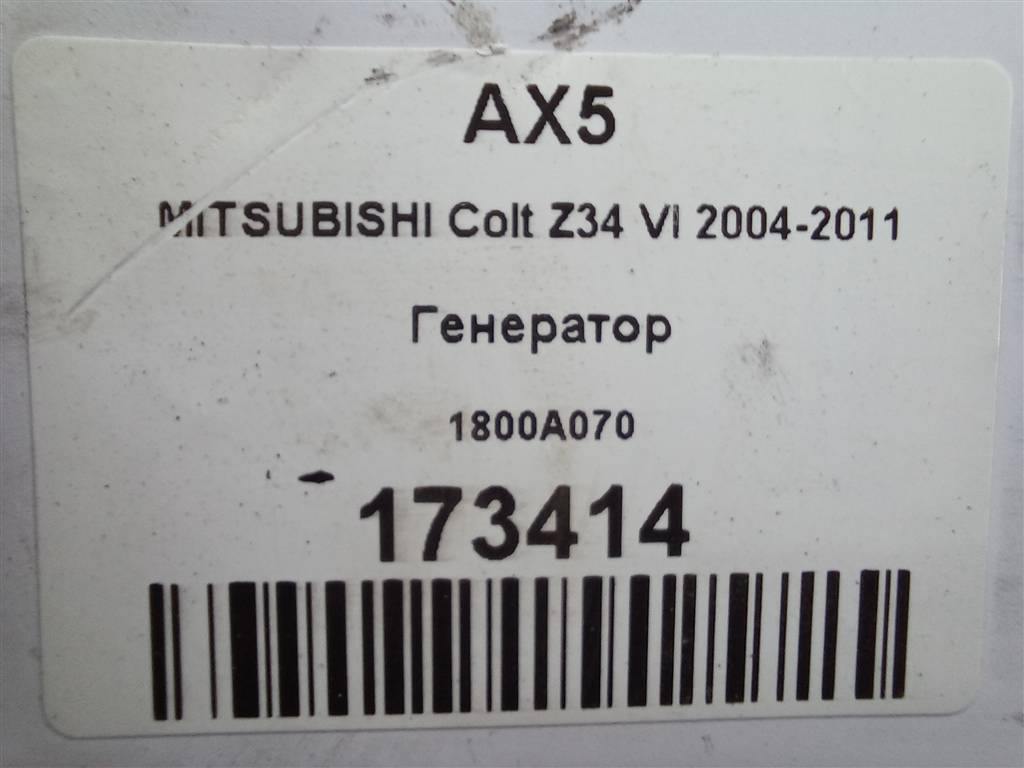 AX5
MITSUBISHI Colt Z34 VI 2004-2011
Генератор
1800A070
173414